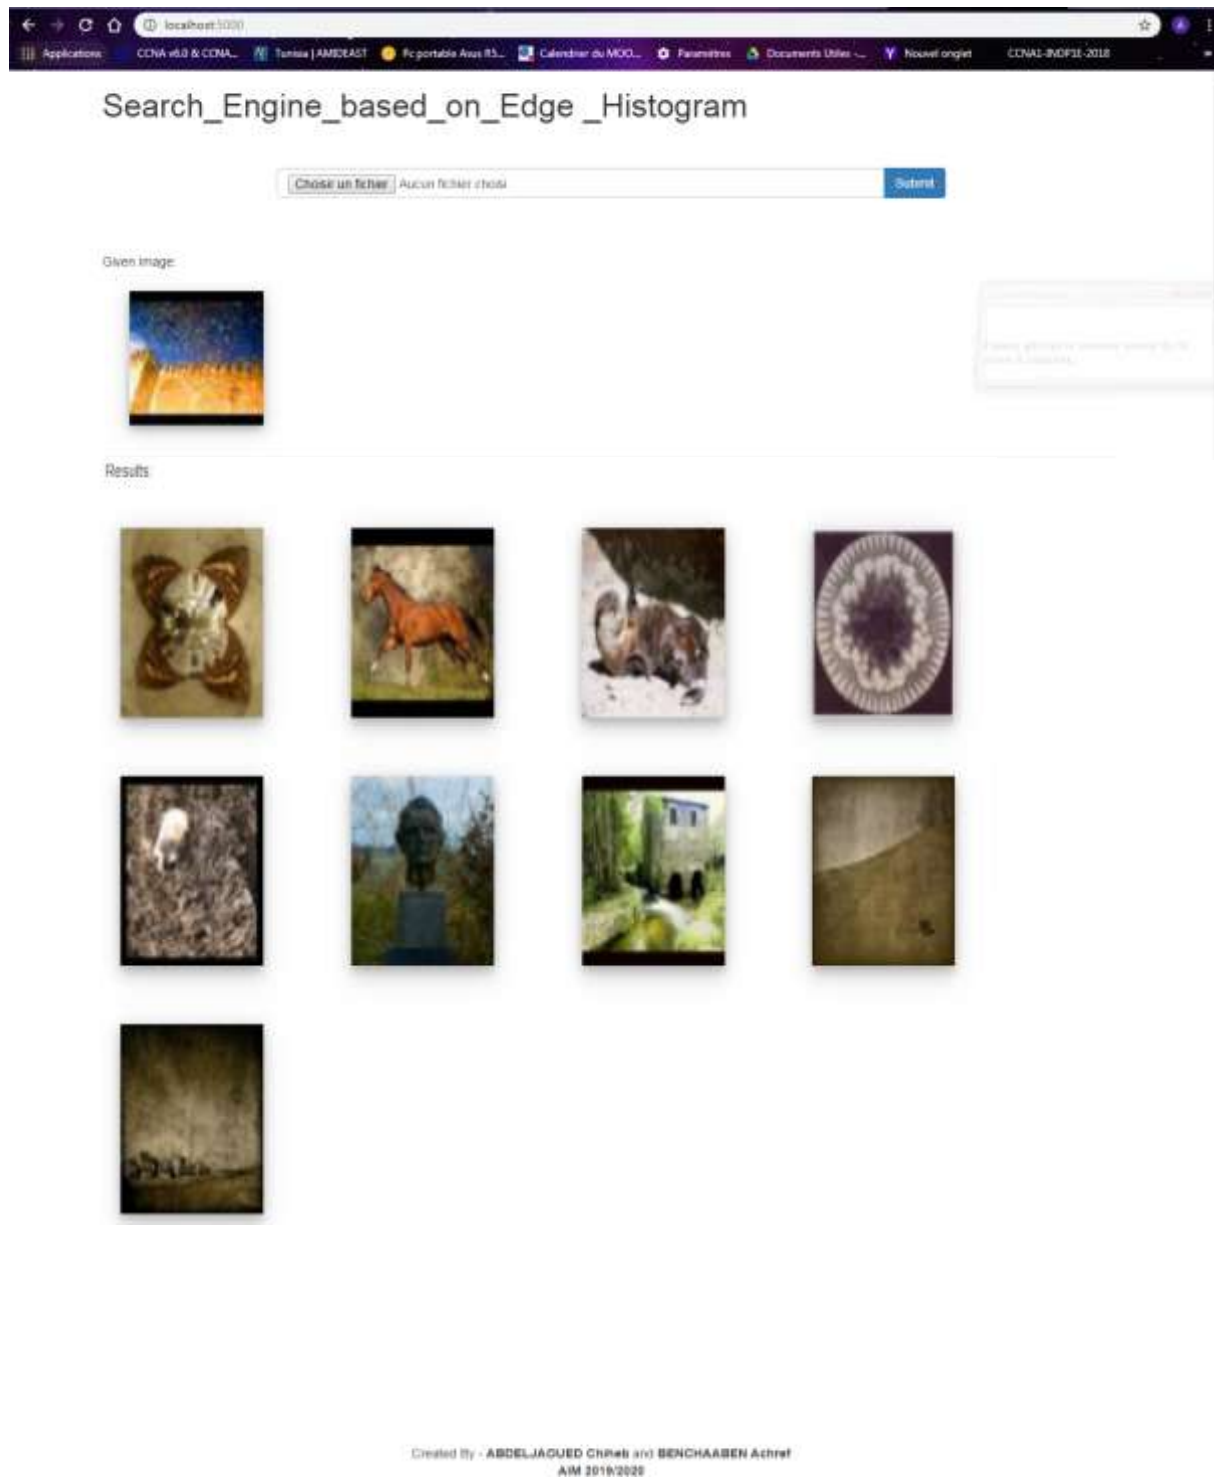 localhost:5000
Applications CCNA v6.0 & CCNA... Tunisia | AMIDEAST Pc portable Asus R5... Calendrier du MOO... Paramètres Documents Utiles -... Nouvel onglet CCNA1-INDP1E-2018
Search_Engine_based_on_Edge _Histogram
Choisir un fichier Aucun fichier choisi Submit
Given image
Results
Created By - ABDELJAOUED Chiheb and BENCHAABEN Achref
AIM 2019/2020